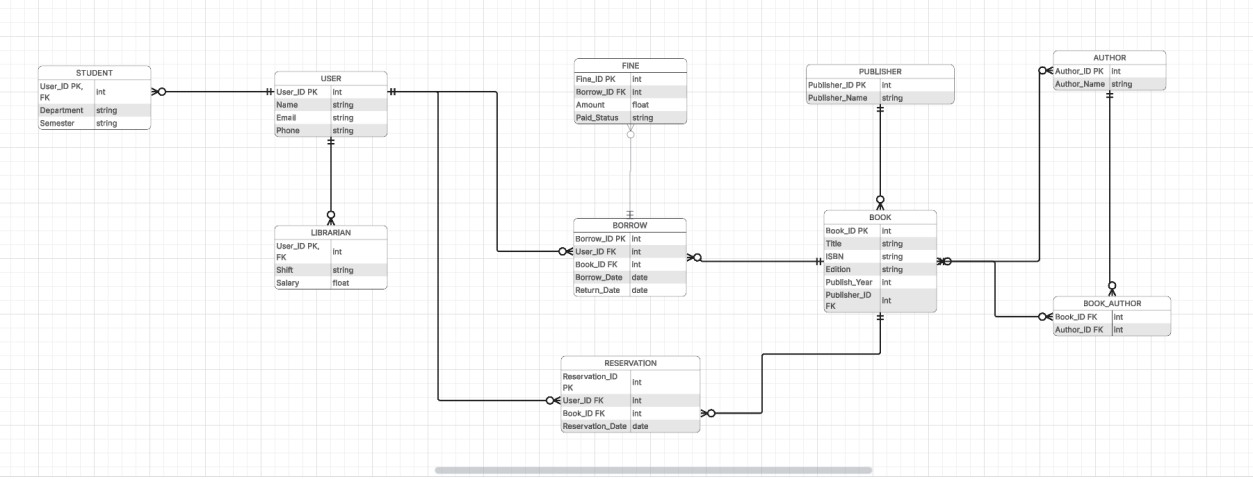 STUDENT
User_ID PK, FK int
Department string
Semester string
USER
User_ID PK int
Name string
Email string
Phone string
LIBRARIAN
User_ID PK, FK int
Shift string
Salary float
FINE
Fine_ID PK int
Borrow_ID FK int
Amount float
Paid_Status string
BORROW
Borrow_ID PK int
User_ID FK int
Book_ID FK int
Borrow_Date date
Return_Date date
RESERVATION
Reservation_ID PK int
User_ID FK int
Book_ID FK int
Reservation_Date date
PUBLISHER
Publisher_ID PK int
Publisher_Name string
BOOK
Book_ID PK int
Title string
ISBN string
Edition string
Publish_Year int
Publisher_ID FK int
AUTHOR
Author_ID PK int
Author_Name string
BOOK_AUTHOR
Book_ID FK int
Author_ID FK int